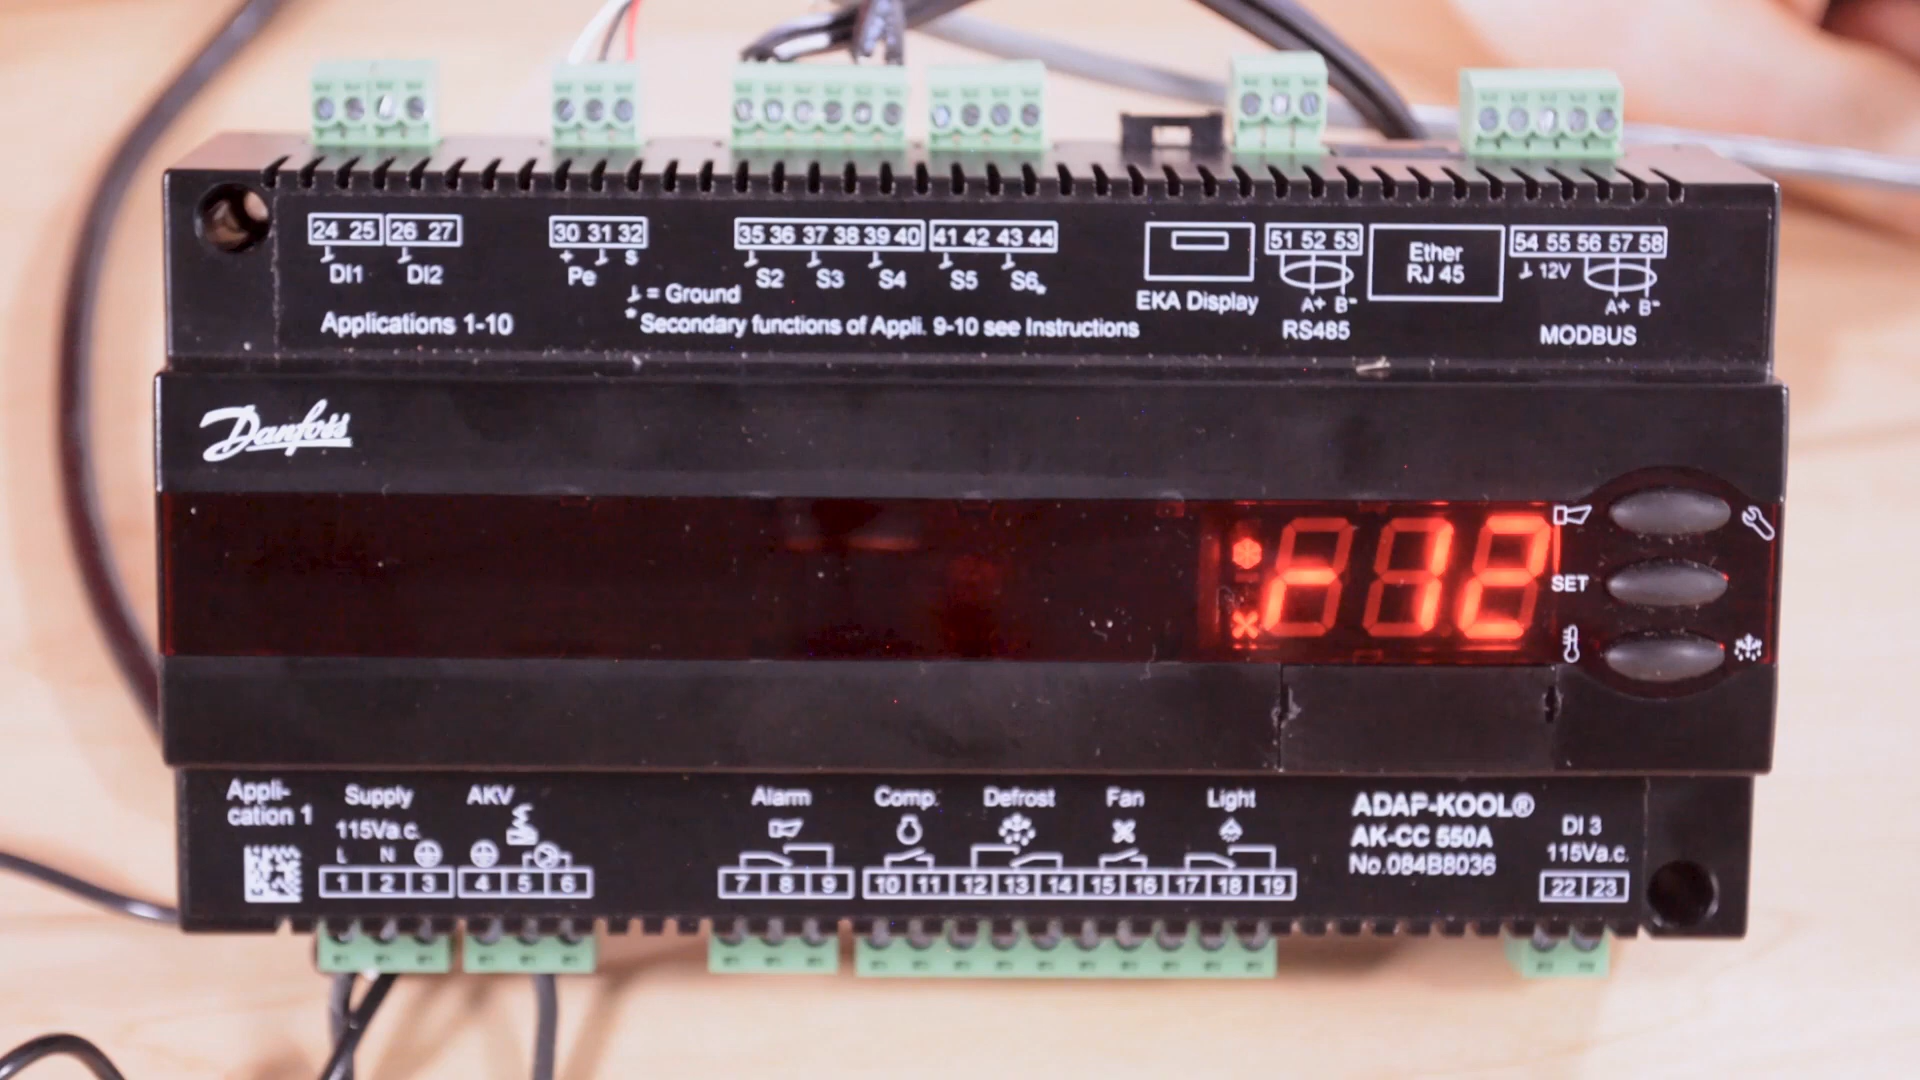 24 25 26 27 30 31 32 35 36 37 38 39 40 41 42 43 44 51 52 53 54 55 56 57 58
+ s
DI1 DI2 Pe S2 S3 S4 S5 S6*
Ether
RJ 45
12V
A+ B-
A+ B-
= Ground
EKA Display
RS485
MODBUS
Applications 1-10
* Secondary functions of Appli. 9-10 see Instructions
Danfoss
r12
SET
Appli-
cation 1
Supply
115Va.c.
L N
AKV
Alarm
Comp.
Defrost
Fan
Light
1 2 3 4 5 6 7 8 9 10 11 12 13 14 15 16 17 18 19
ADAP-KOOL®
AK-CC 550A
No.084B8036
DI 3
115Va.c.
22 23